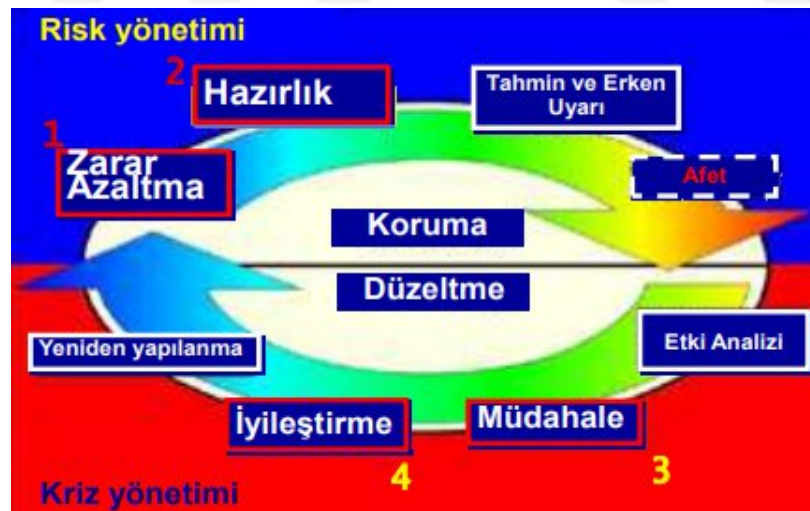 Risk yönetimi
2
Hazırlık
Tahmin ve Erken
Uyarı
1
Zarar
Azaltma
Afet
Koruma
Düzeltme
Yeniden yapılanma
Etki Analizi
İyileştirme
Müdahale
4
3
Kriz yönetimi